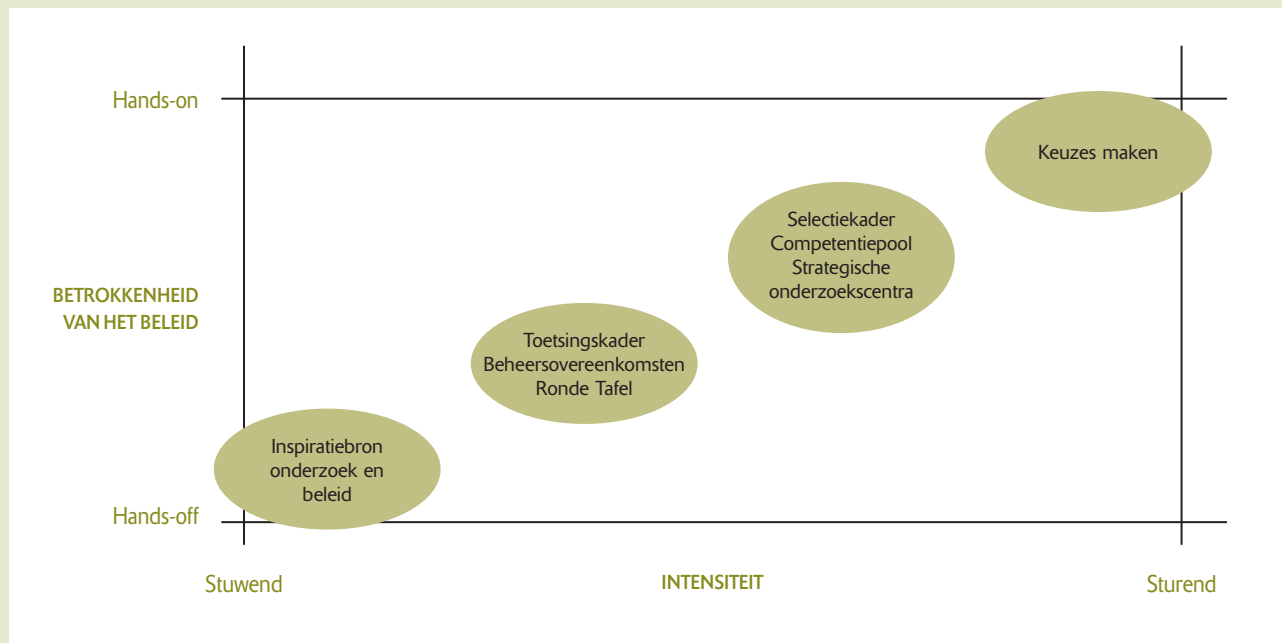 Hands-on
Keuzes maken
Selectiekader
Competentiepool
Strategische
onderzoekscentra
BETROKKENHEID
VAN HET BELEID
Toetsingskader
Beheersovereenkomsten
Ronde Tafel
Inspiratiebron
onderzoek en
beleid
Hands-off
Stuwend
INTENSITEIT
Sturend